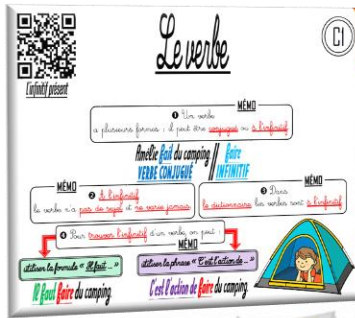 Le verbe
C1
L'infinitif présent
MÉMO
❶ Un verbe
a plusieurs formes : il peut être conjugué ou à l'infinitif.
Amélie fait du camping // faire
VERBE CONJUGUÉ INFINITIF
MÉMO
❷ À l'infinitif
le verbe n'a pas de sujet et ne varie jamais.
MÉMO
❸ Dans
le dictionnaire les verbes sont à l'infinitif.
❹ Pour trouver l'infinitif d'un verbe, on peut :
MÉMO
utiliser la formule « Il faut... »
utiliser la phrase « C'est l'action de ... »
Il faut faire du camping.
C'est l'action de faire du camping.